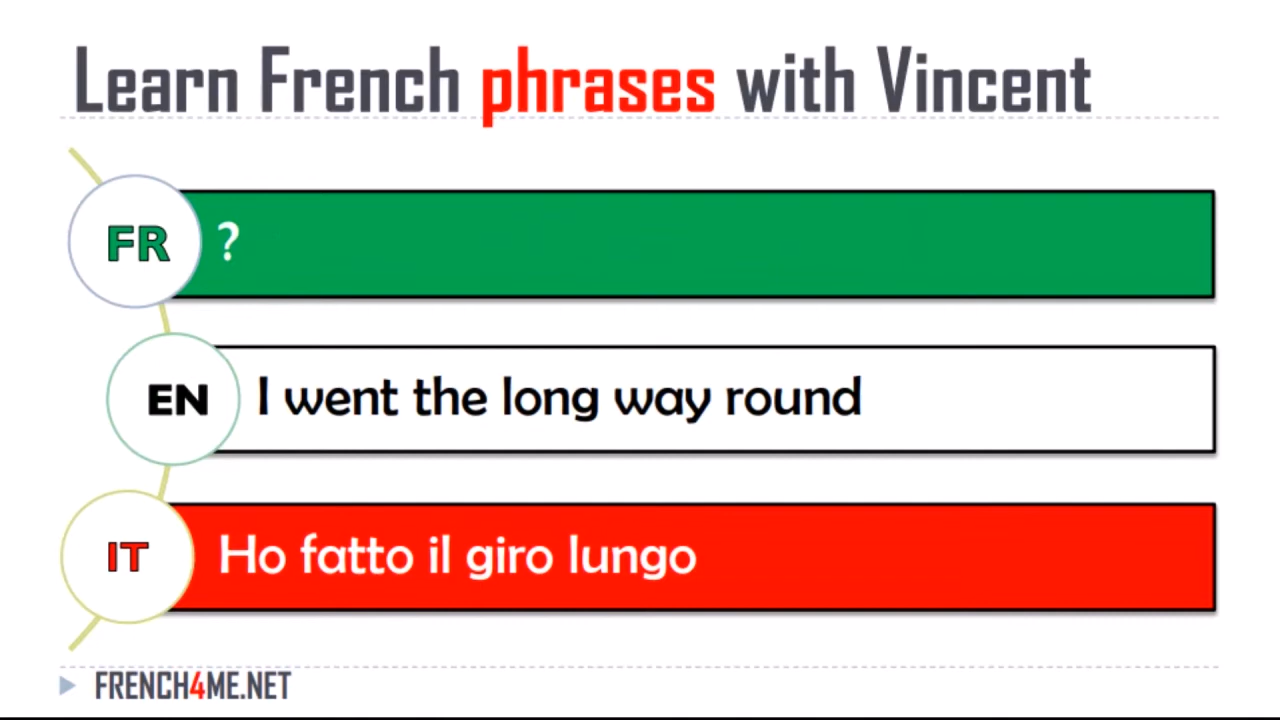 Learn French phrases with Vincent
FR ?
EN I went the long way round
IT Ho fatto il giro lungo
FRENCH4ME.NET